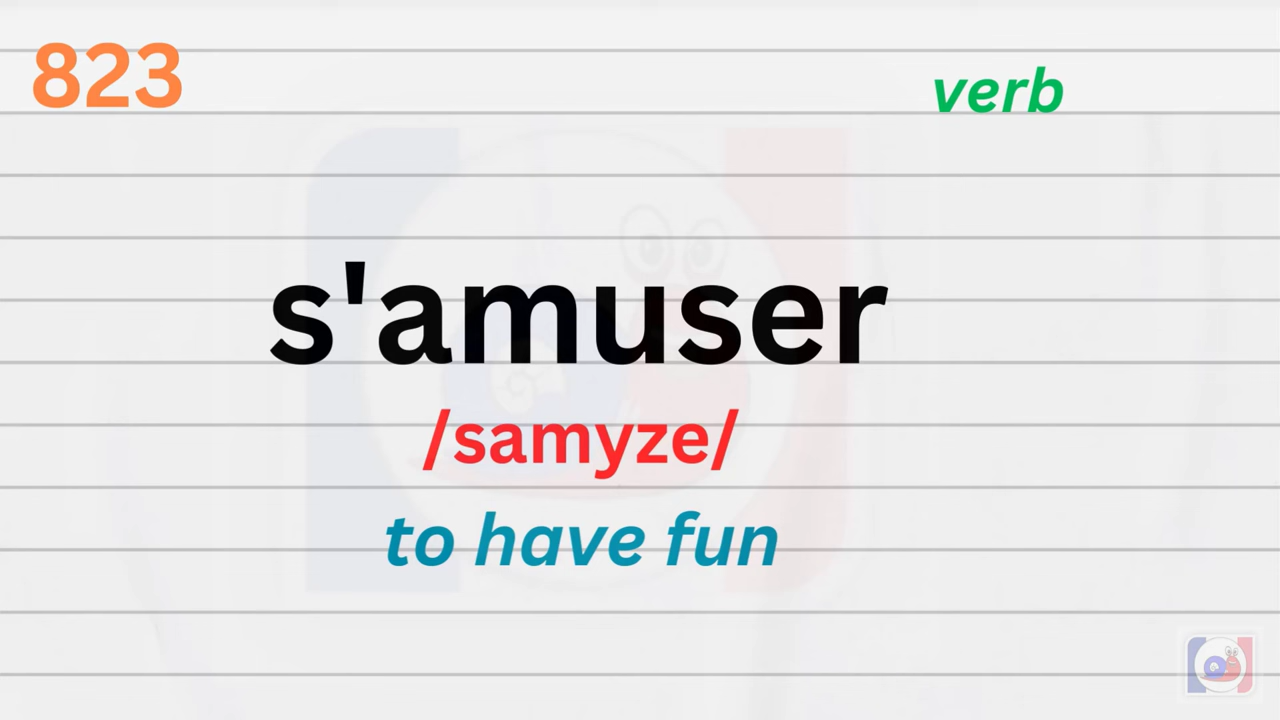 823
verb
s'amuser
/samyze/
to have fun